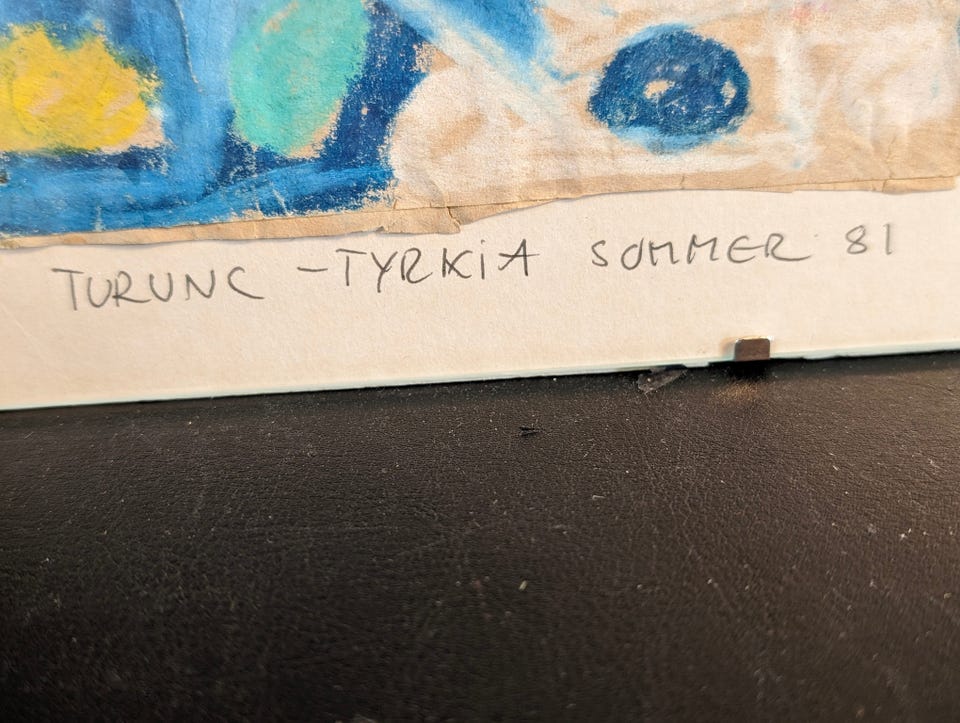 TURUNC - TYRKiA SOMMER 81